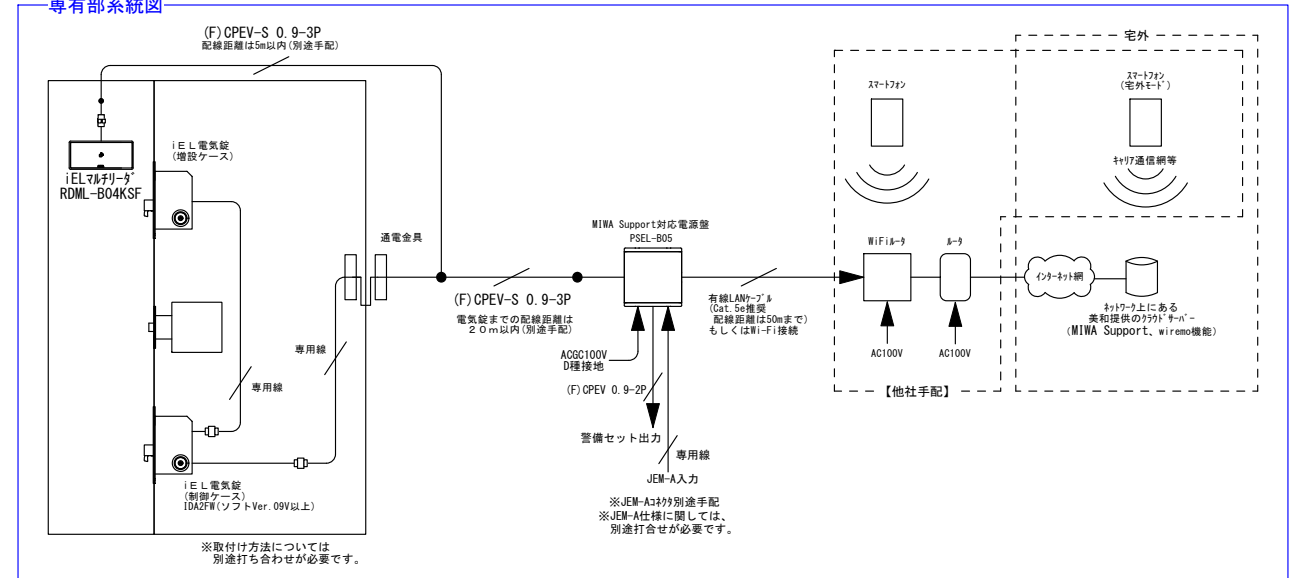 専有部系統図
(F)CPEV-S 0.9-3P
配線距離は5m以内(別途手配)
iELﾏﾙﾁﾘｰﾀﾞ
RDML-B04KSF
iEL電気錠
(増設ケース)
通電金具
専用線
専用線
iEL電気錠
(制御ケース)
IDA2FW(ソフトVer.09V以上)
※取付け方法については
別途打ち合わせが必要です。
(F)CPEV-S 0.9-3P
電気錠までの配線距離は
20m以内(別途手配)
MIWA Support対応電源盤
PSEL-B05
ACGC100V
D種接地
(F)CPEV 0.9-2P
警備セット出力
専用線
JEM-A入力
※JEM-Aｺﾈｸﾀ別途手配
※JEM-A仕様に関しては、
別途打合せが必要です。
有線LANｹｰﾌﾞﾙ
(Cat.5e推奨
配線距離は50mまで)
もしくはWi-Fi接続
ｽﾏｰﾄﾌｫﾝ
WiFiﾙｰﾀ
ﾙｰﾀ
AC100V
AC100V
【他社手配】
宅外
ｽﾏｰﾄﾌｫﾝ
(宅外ﾓｰﾄﾞ)
ｷｬﾘｱ通信網等
ｲﾝﾀｰﾈｯﾄ網
ﾈｯﾄﾜｰｸ上にある
美和提供のｸﾗｳﾄﾞｻｰﾊﾞｰ
(MIWA Support、wiremo機能)